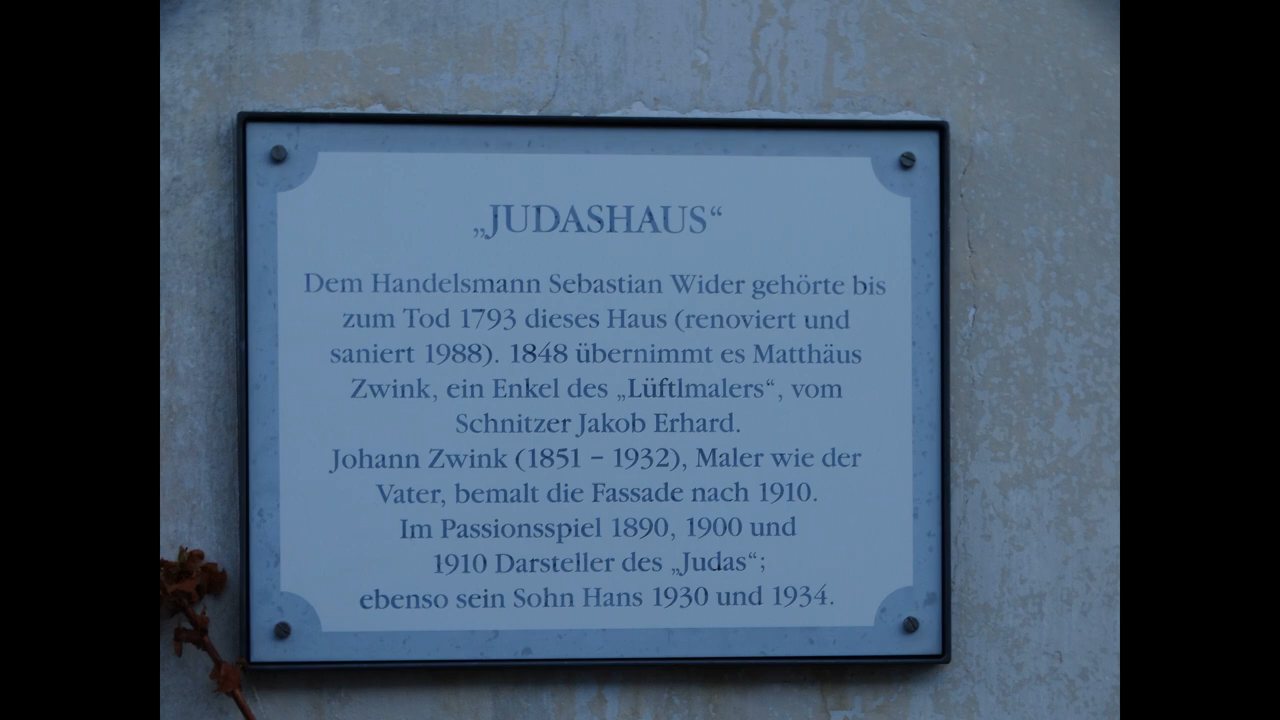 „JUDASHAUS“
Dem Handelsmann Sebastian Wider gehörte bis
zum Tod 1793 dieses Haus (renoviert und
saniert 1988). 1848 übernimmt es Matthäus
Zwink, ein Enkel des „Lüftlmalers“, vom
Schnitzer Jakob Erhard.
Johann Zwink (1851 – 1932), Maler wie der
Vater, bemalt die Fassade nach 1910.
Im Passionsspiel 1890, 1900 und
1910 Darsteller des „Judas“;
ebenso sein Sohn Hans 1930 und 1934.